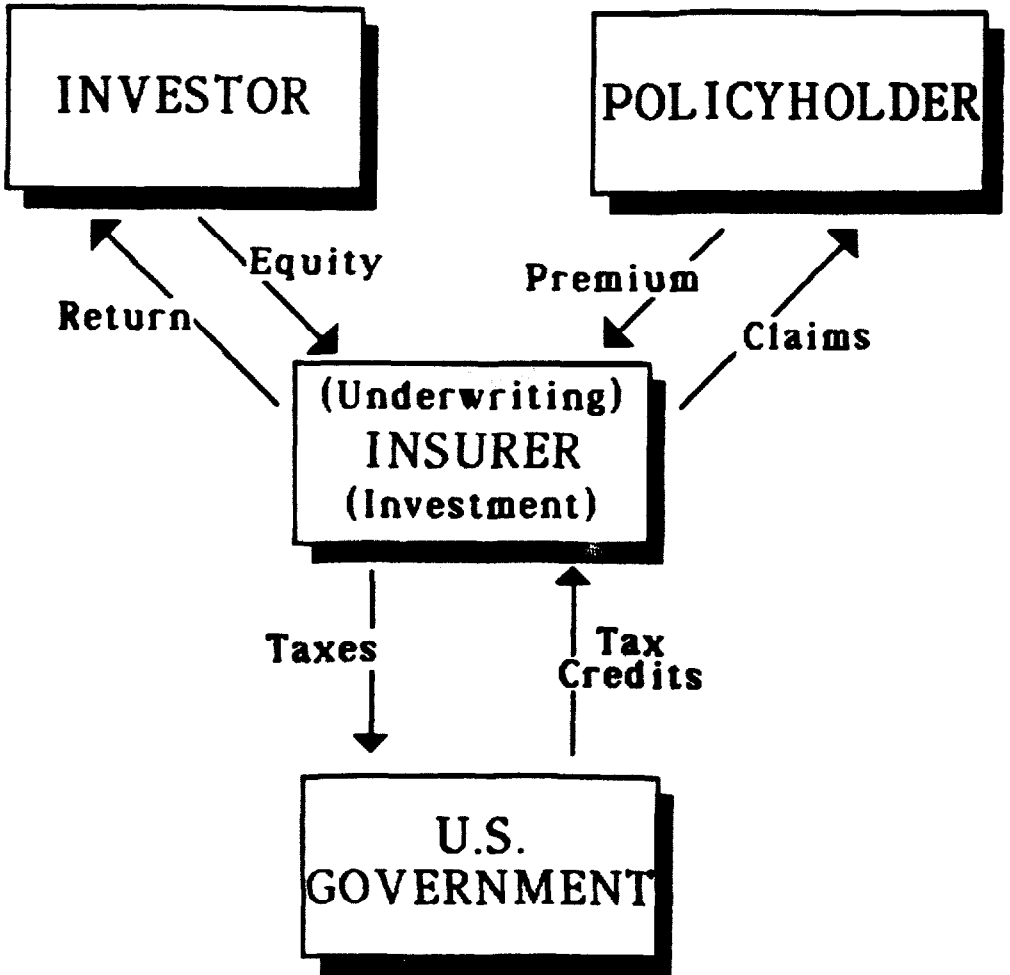 INVESTOR
POLICYHOLDER
Equity
Premium
Return
Claims
(Underwriting)
INSURER
(Investment)
Taxes
Tax
Credits
U.S.
GOVERNMENT